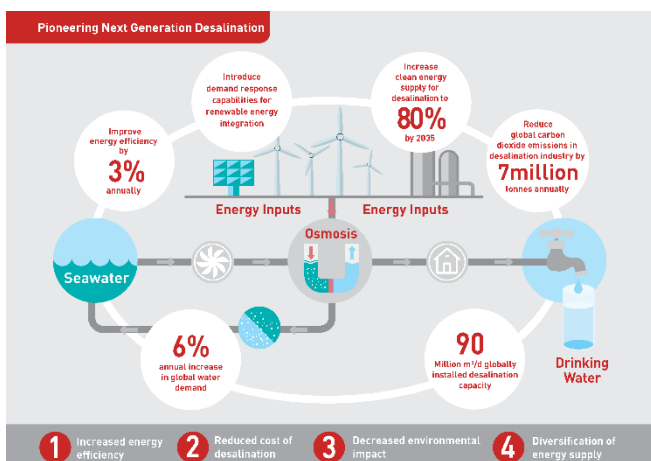 Pioneering Next Generation Desalination
Introduce
demand response
capabilities for
renewable energy
integration
Increase
clean energy
supply for
desalination to
80%
by 2035
Improve
energy efficiency
by
3%
annually
Reduce
global carbon
dioxide emissions in
desalination industry by
7million
tonnes annually
Energy Inputs
Energy Inputs
Osmosis
Seawater
6%
annual increase
in global water
demand
90
Million m³/d globally
installed desalination
capacity
Drinking
Water
1 Increased energy
efficiency
2 Reduced cost of
desalination
3 Decreased environmental
impact
4 Diversification of
energy supply